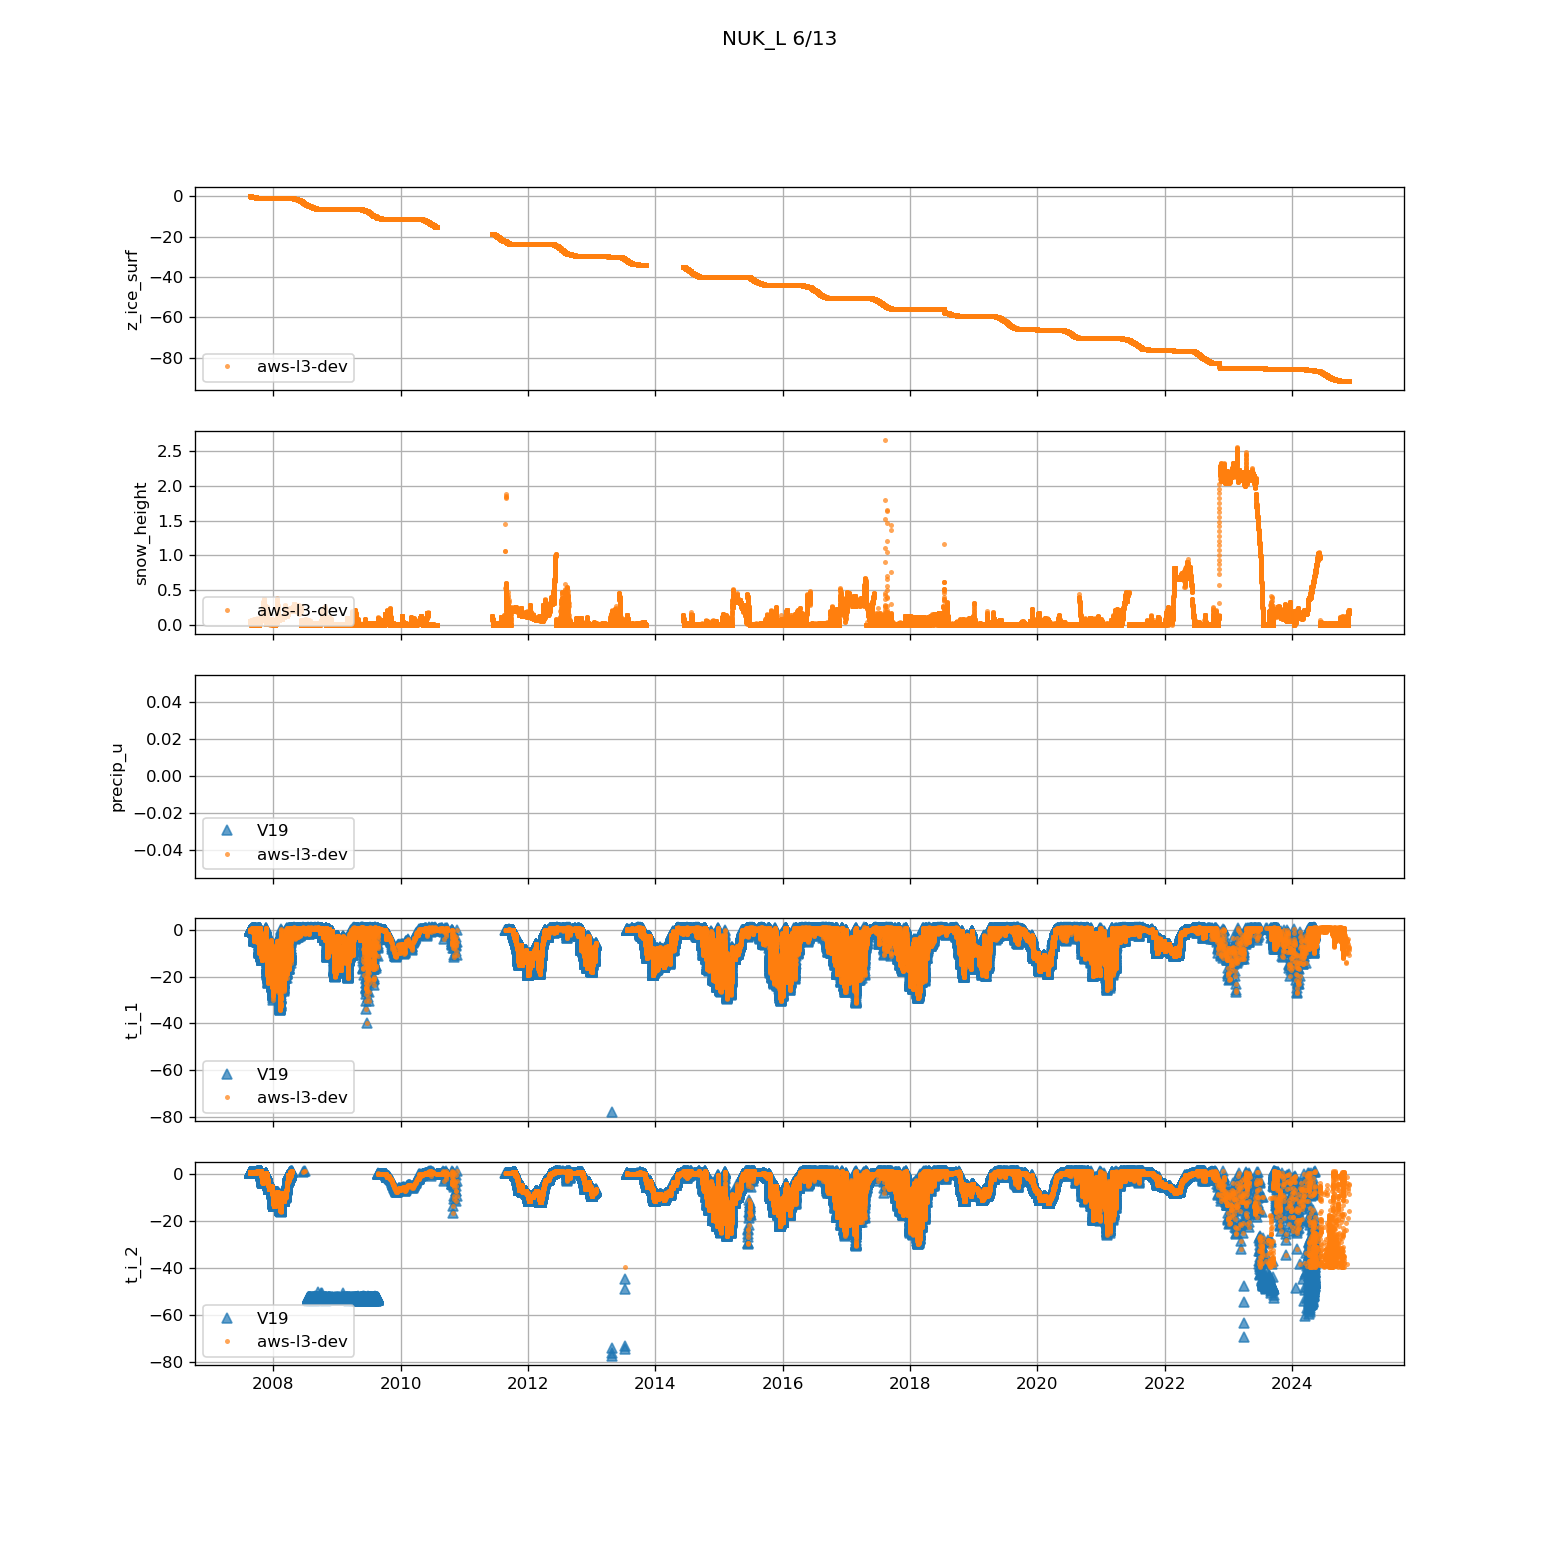 NUK_L 6/13
0
−20
−40
−60
−80
z_ice_surf
aws-l3-dev
2.5
2.0
1.5
1.0
0.5
0.0
snow_height
aws-l3-dev
0.04
0.02
0.00
−0.02
−0.04
precip_u
V19
aws-l3-dev
0
−20
−40
−60
−80
t_i_1
V19
aws-l3-dev
0
−20
−40
−60
−80
t_i_2
V19
aws-l3-dev
2008 2010 2012 2014 2016 2018 2020 2022 2024